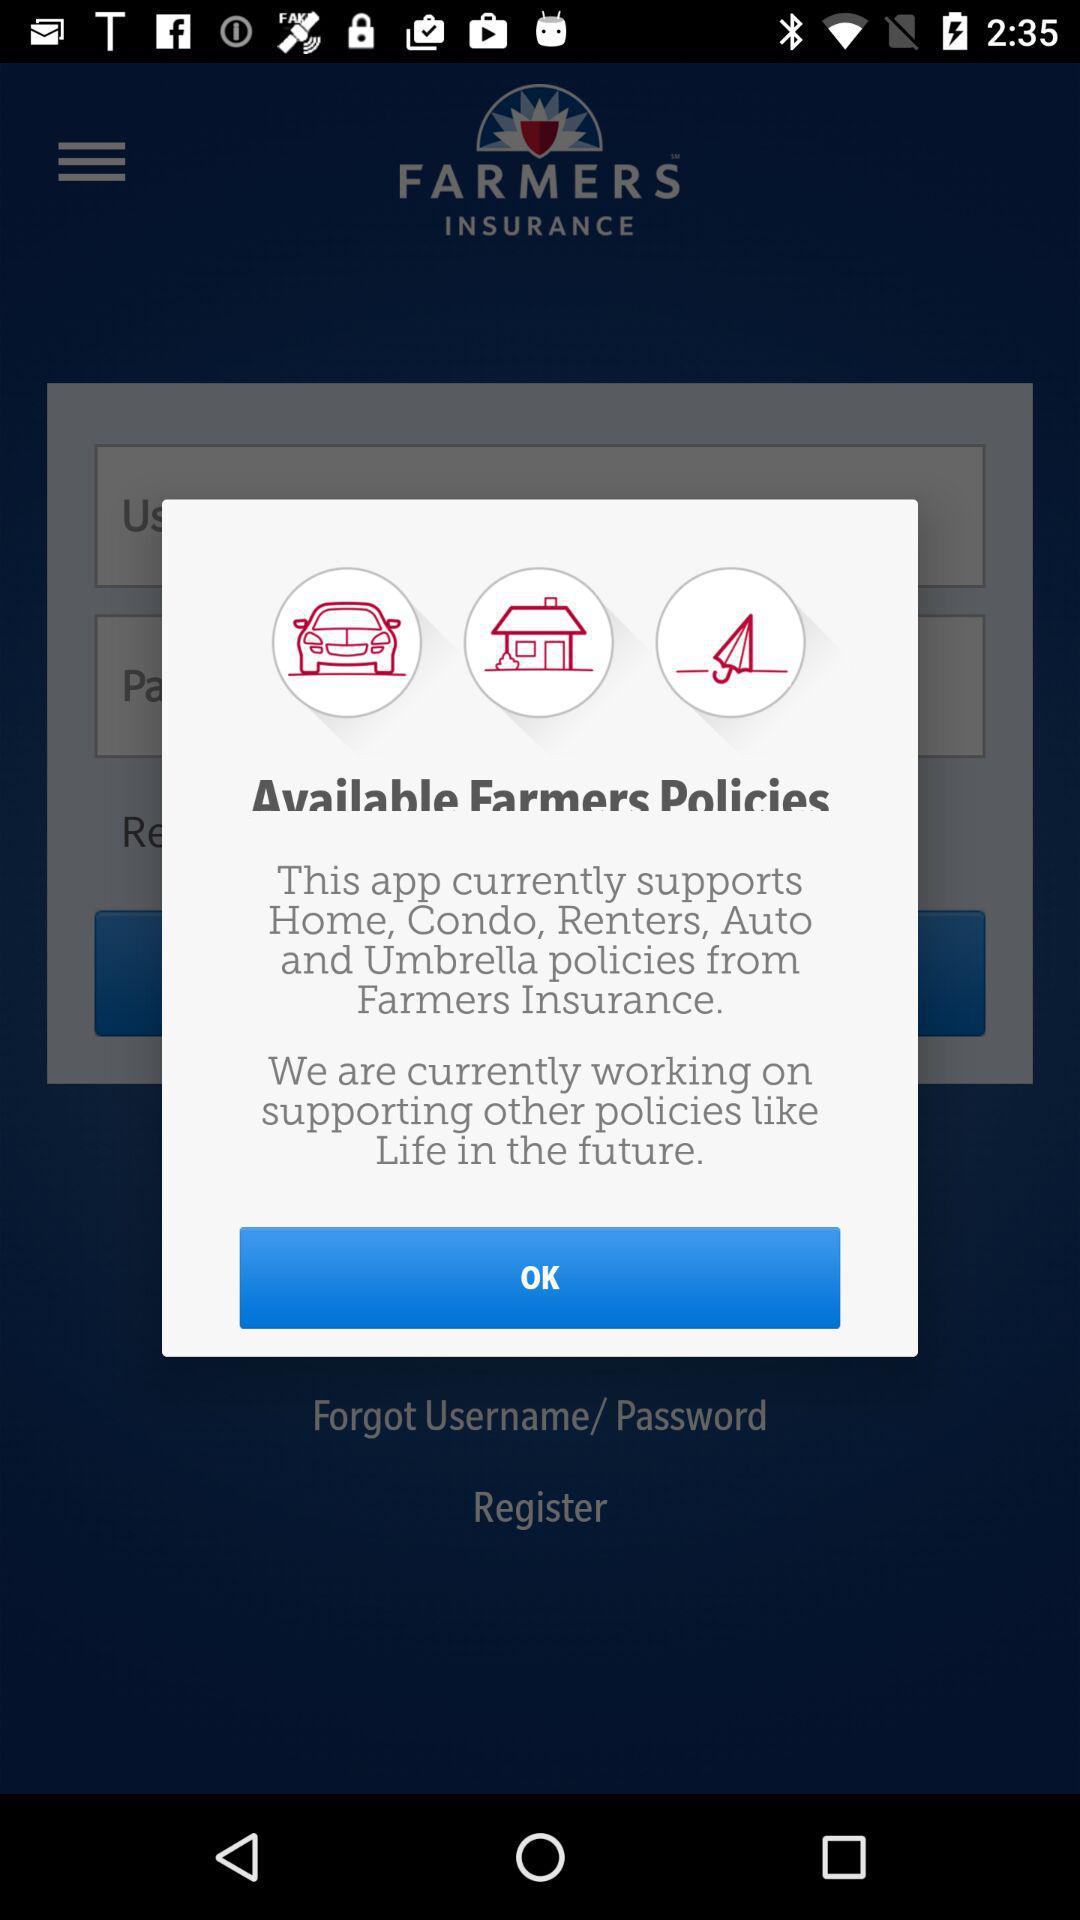 FAKE
2:35
FARMERS
SM
INSURANCE
Us
Pa
Re
Available Farmers Policies
This app currently supports
Home, Condo, Renters, Auto
and Umbrella policies from
Farmers Insurance.
We are currently working on
supporting other policies like
Life in the future.
OK
Forgot Username/ Password
Register